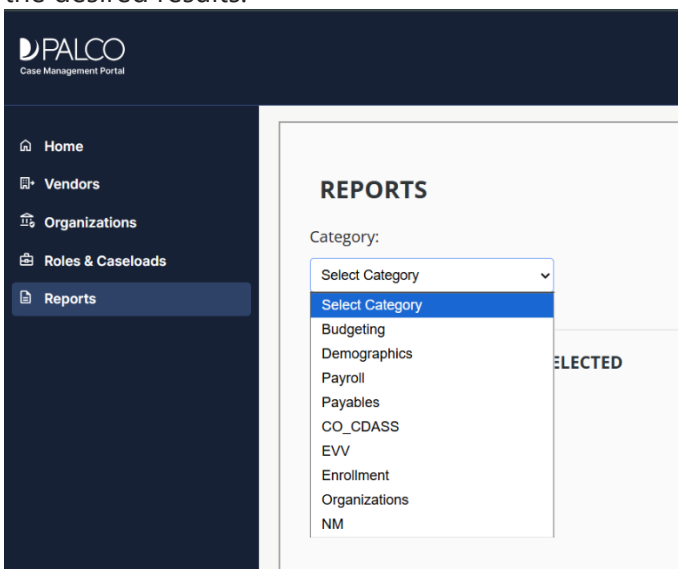 the desired results.
PALCO
Case Management Portal
Home
Vendors
Organizations
Roles & Caseloads
Reports
REPORTS
Category:
Select Category
Select Category
Budgeting
Demographics
Payroll
Payables
CO_CDASS
EVV
Enrollment
Organizations
NM
ELECTED